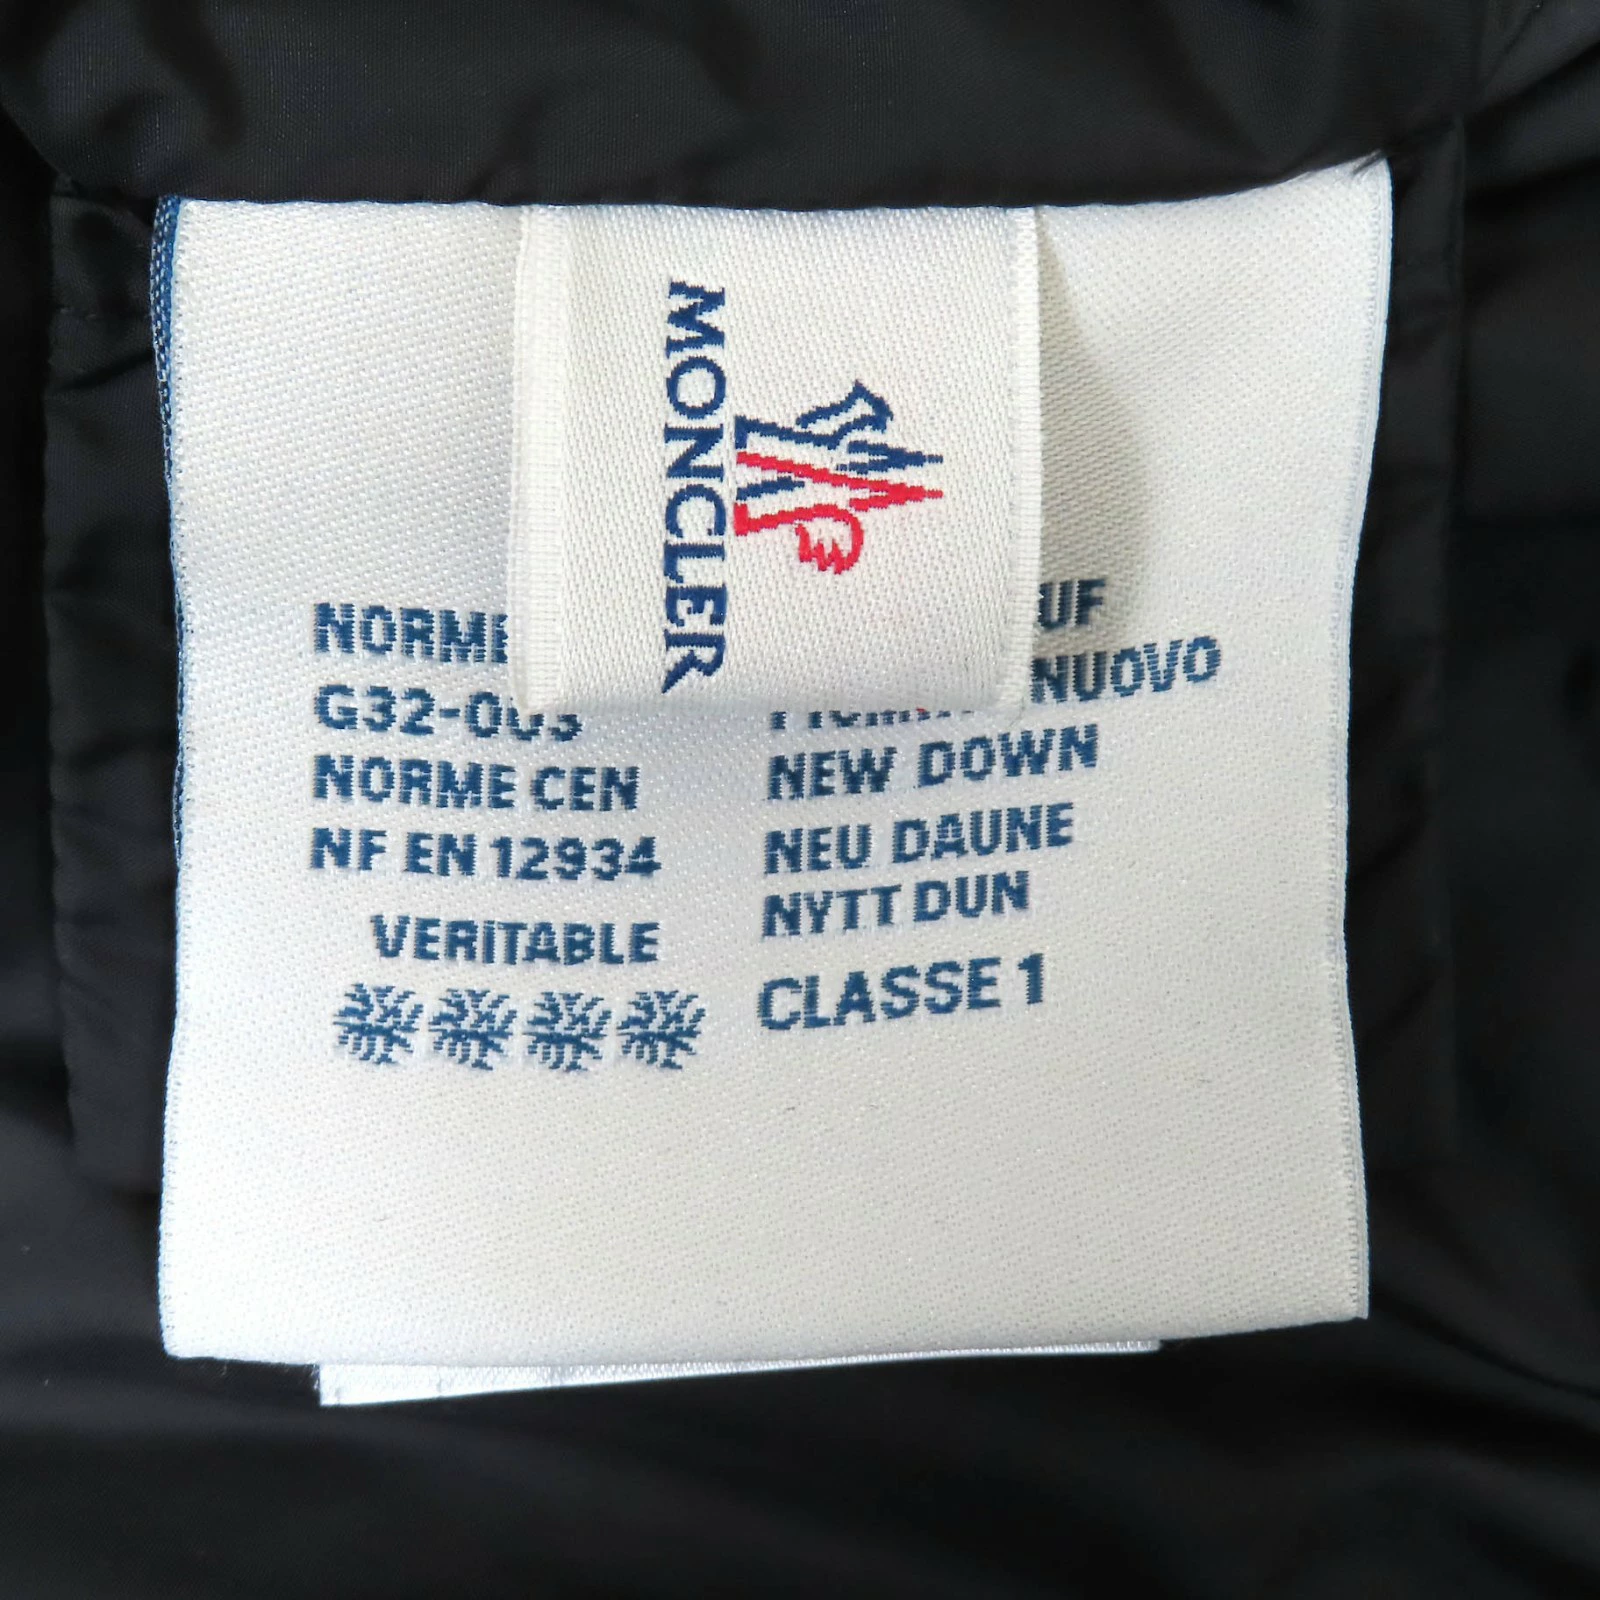 MONCLER
NORME
G32-003
NORME CEN
NF EN 12934
VERITABLE
NUOVO
NEW DOWN
NEU DAUNE
NYTT DUN
CLASSE 1